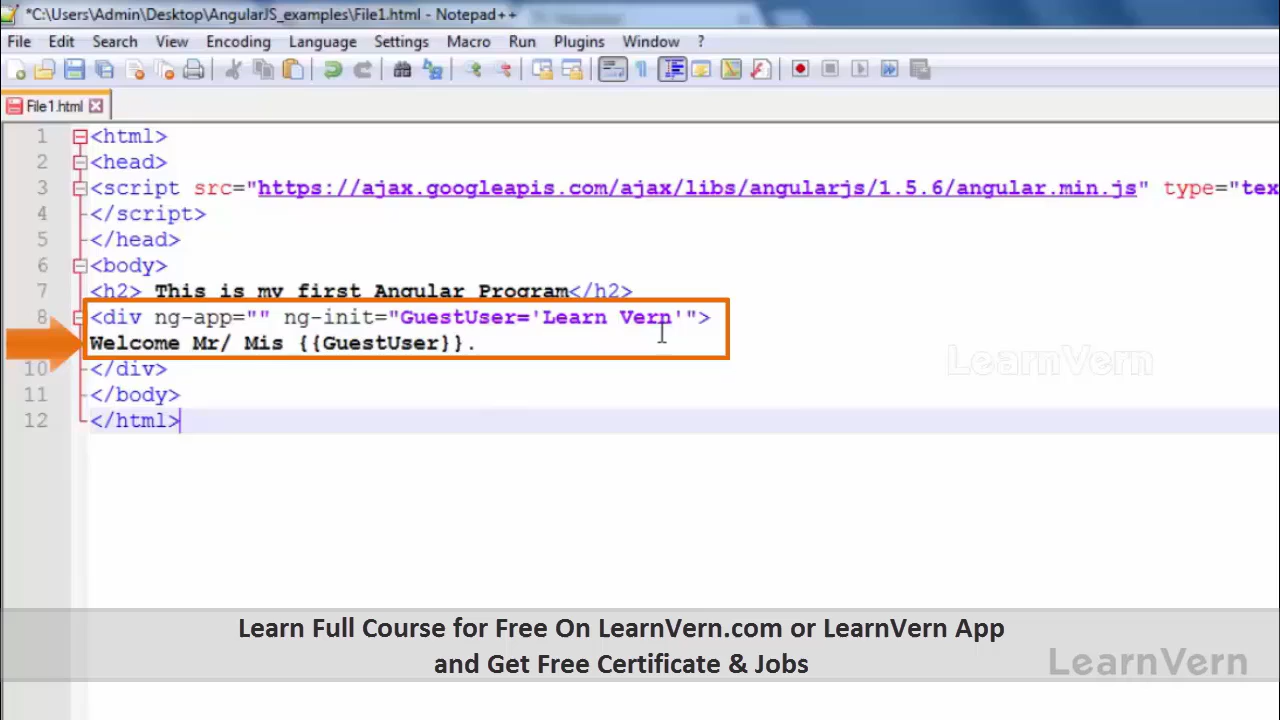 *C:\Users\Admin\Desktop\AngularJS_examples\File1.html - Notepad++
File Edit Search View Encoding Language Settings Macro Run Plugins Window ?
File1.html
1 <html>
2 <head>
3 <script src="https://ajax.googleapis.com/ajax/libs/angularjs/1.5.6/angular.min.js" type="tex
4 </script>
5 </head>
6 <body>
7 <h2> This is my first Angular Program</h2>
8 <div ng-app="" ng-init="GuestUser='Learn Vern'">
Welcome Mr/ Mis {{GuestUser}}.
10 </div>
11 </body>
12 </html>
LearnVern
Learn Full Course for Free On LearnVern.com or LearnVern App
and Get Free Certificate & Jobs
LearnVern